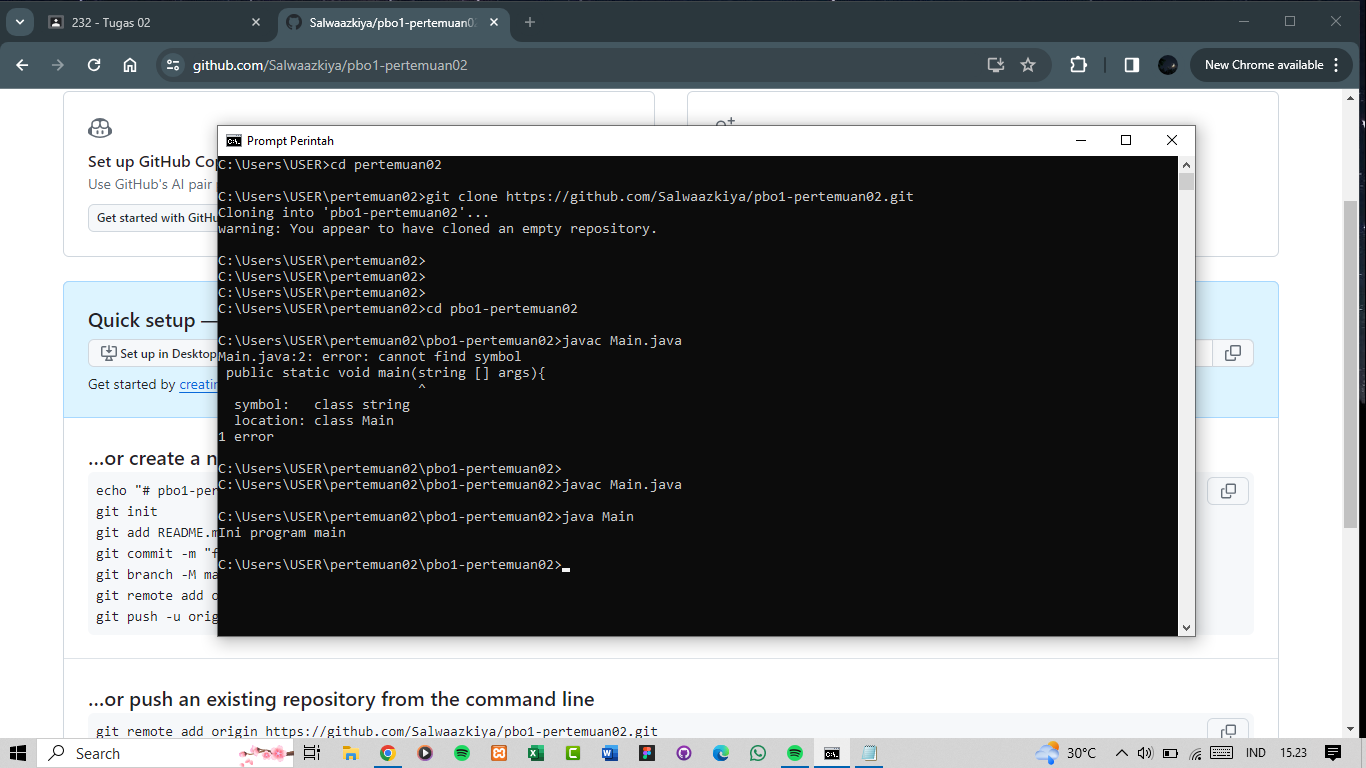 232 - Tugas 02
Salwaazkiya/pbo1-pertemuan02
github.com/Salwaazkiya/pbo1-pertemuan02
New Chrome available
Set up GitHub Co
Use GitHub's AI pair
Get started with GitHu
Prompt Perintah
C:\Users\USER>cd pertemuan02
C:\Users\USER\pertemuan02>git clone https://github.com/Salwaazkiya/pbo1-pertemuan02.git
Cloning into 'pbo1-pertemuan02'...
warning: You appear to have cloned an empty repository.
C:\Users\USER\pertemuan02>
C:\Users\USER\pertemuan02>
C:\Users\USER\pertemuan02>
C:\Users\USER\pertemuan02>cd pbo1-pertemuan02
C:\Users\USER\pertemuan02\pbo1-pertemuan02>javac Main.java
Main.java:2: error: cannot find symbol
public static void main(string [] args){
^
symbol:   class string
location: class Main
1 error
C:\Users\USER\pertemuan02\pbo1-pertemuan02>
C:\Users\USER\pertemuan02\pbo1-pertemuan02>javac Main.java
C:\Users\USER\pertemuan02\pbo1-pertemuan02>java Main
Ini program main
C:\Users\USER\pertemuan02\pbo1-pertemuan02>
Quick setup —
Set up in Desktop
Get started by creatin
...or create a n
echo "# pbo1-per
git init
git add README.m
git commit -m "f
git branch -M ma
git remote add o
git push -u orig
...or push an existing repository from the command line
git remote add origin https://github.com/Salwaazkiya/pbo1-pertemuan02.git
Search
30°C
IND
15.23